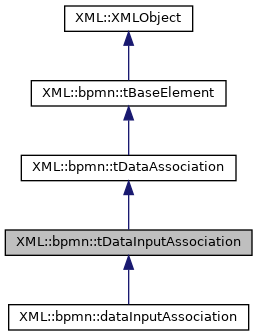 XML::XMLObject
XML::bpmn::tBaseElement
XML::bpmn::tDataAssociation
XML::bpmn::tDataInputAssociation
XML::bpmn::dataInputAssociation